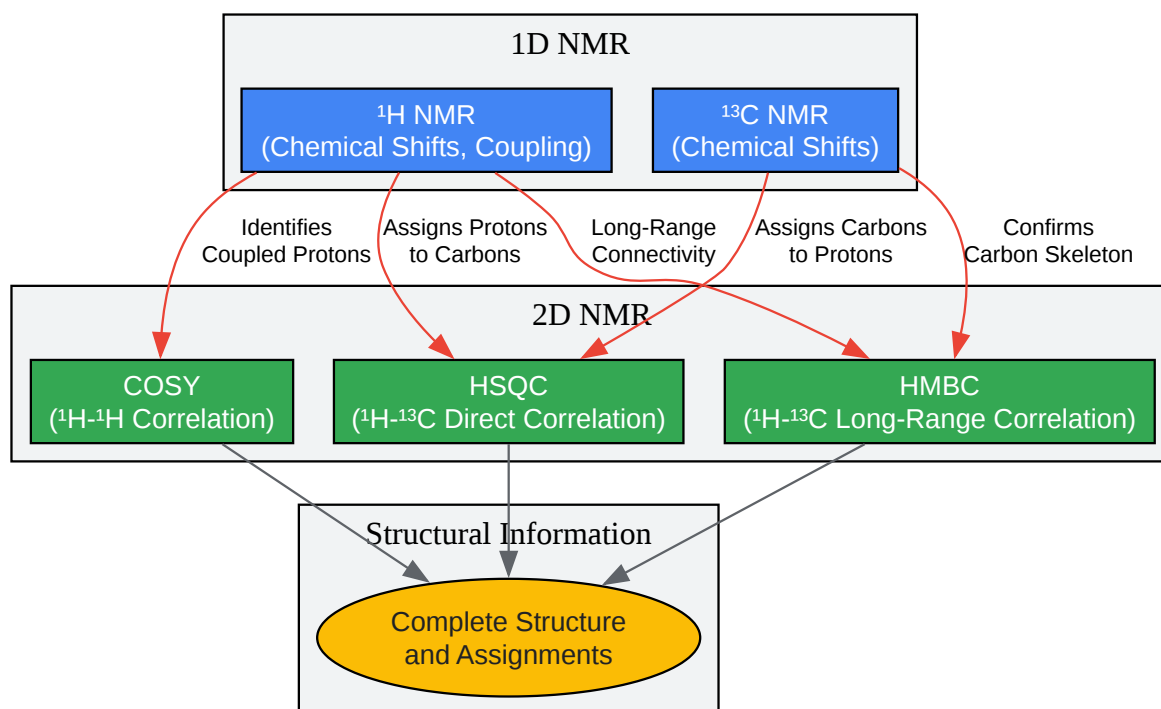 1D NMR
¹H NMR
(Chemical Shifts, Coupling)
¹³C NMR
(Chemical Shifts)
Identifies
Coupled Protons
Assigns Protons
to Carbons
Long-Range
Connectivity
Assigns Carbons
to Protons
Confirms
Carbon Skeleton
2D NMR
COSY
(¹H-¹H Correlation)
HSQC
(¹H-¹³C Direct Correlation)
HMBC
(¹H-¹³C Long-Range Correlation)
Structural Information
Complete Structure
and Assignments